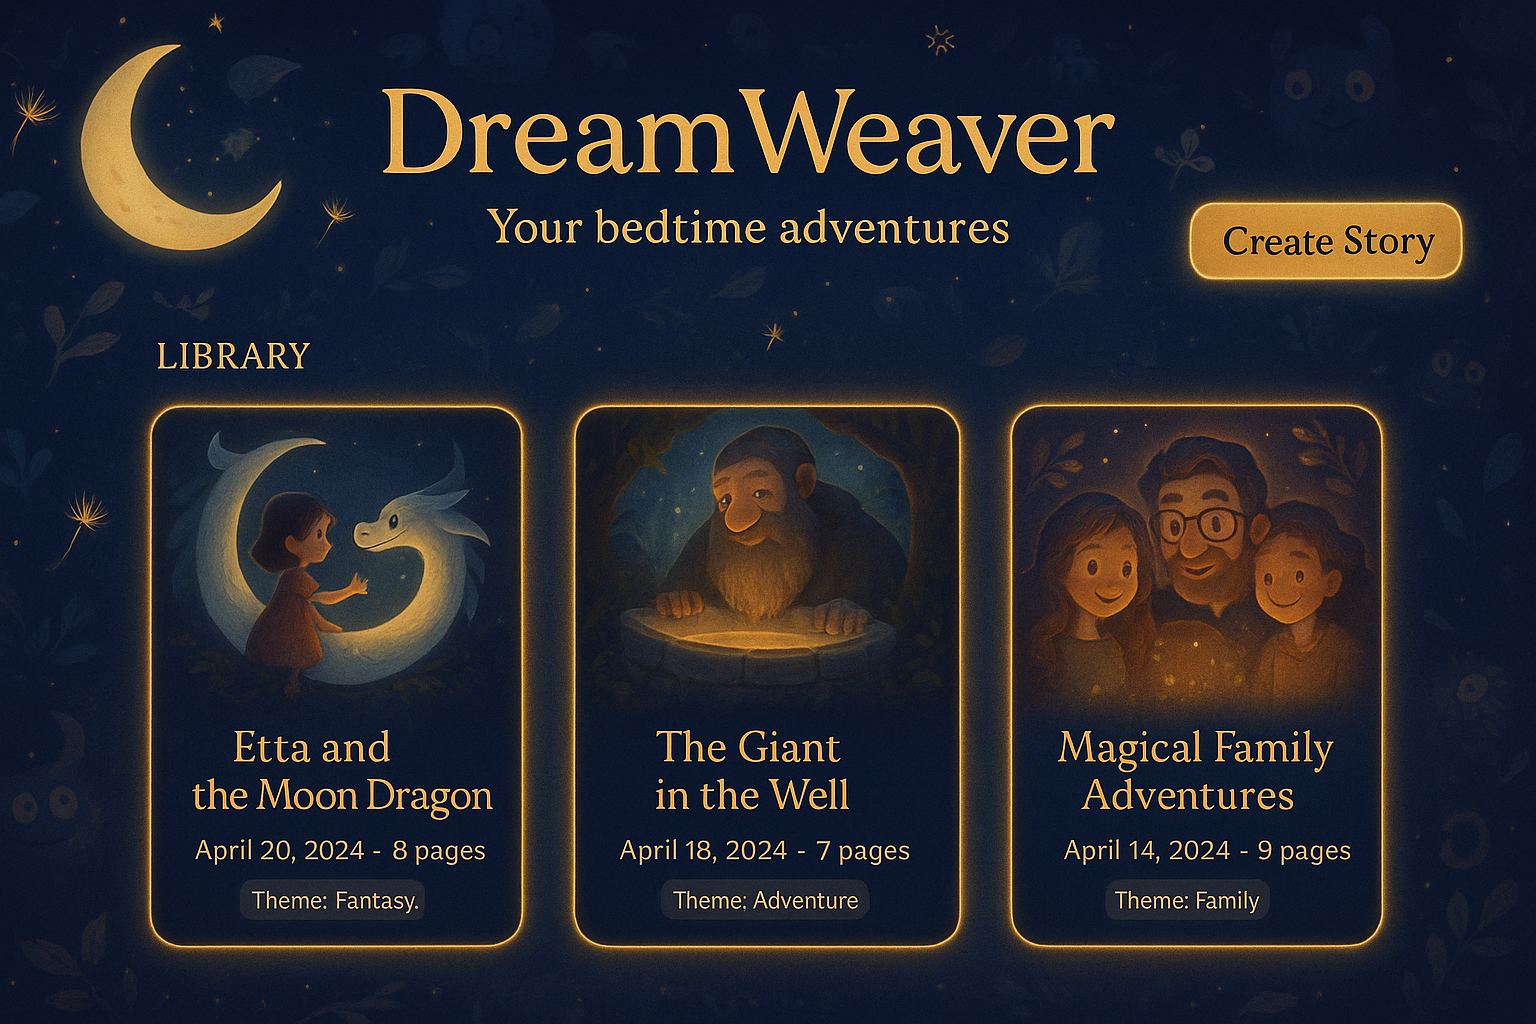 DreamWeaver
Your bedtime adventures
Create Story
LIBRARY
Etta and
the Moon Dragon
April 20, 2024 - 8 pages
Theme: Fantasy.
The Giant
in the Well
April 18, 2024 - 7 pages
Theme: Adventure
Magical Family
Adventures
April 14, 2024 - 9 pages
Theme: Family